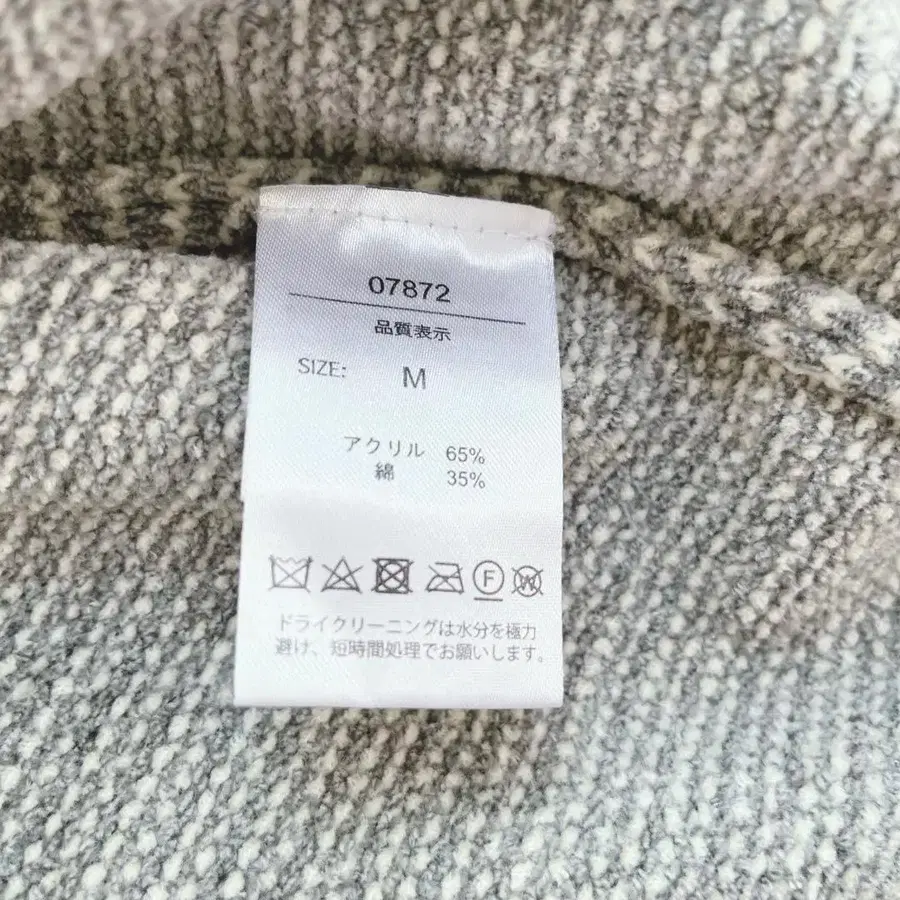 07872
品質表示
SIZE: M
アクリル 65%
綿 35%
F W
ドライクリーニングは水分を極力
避け、短時間処理でお願いします。